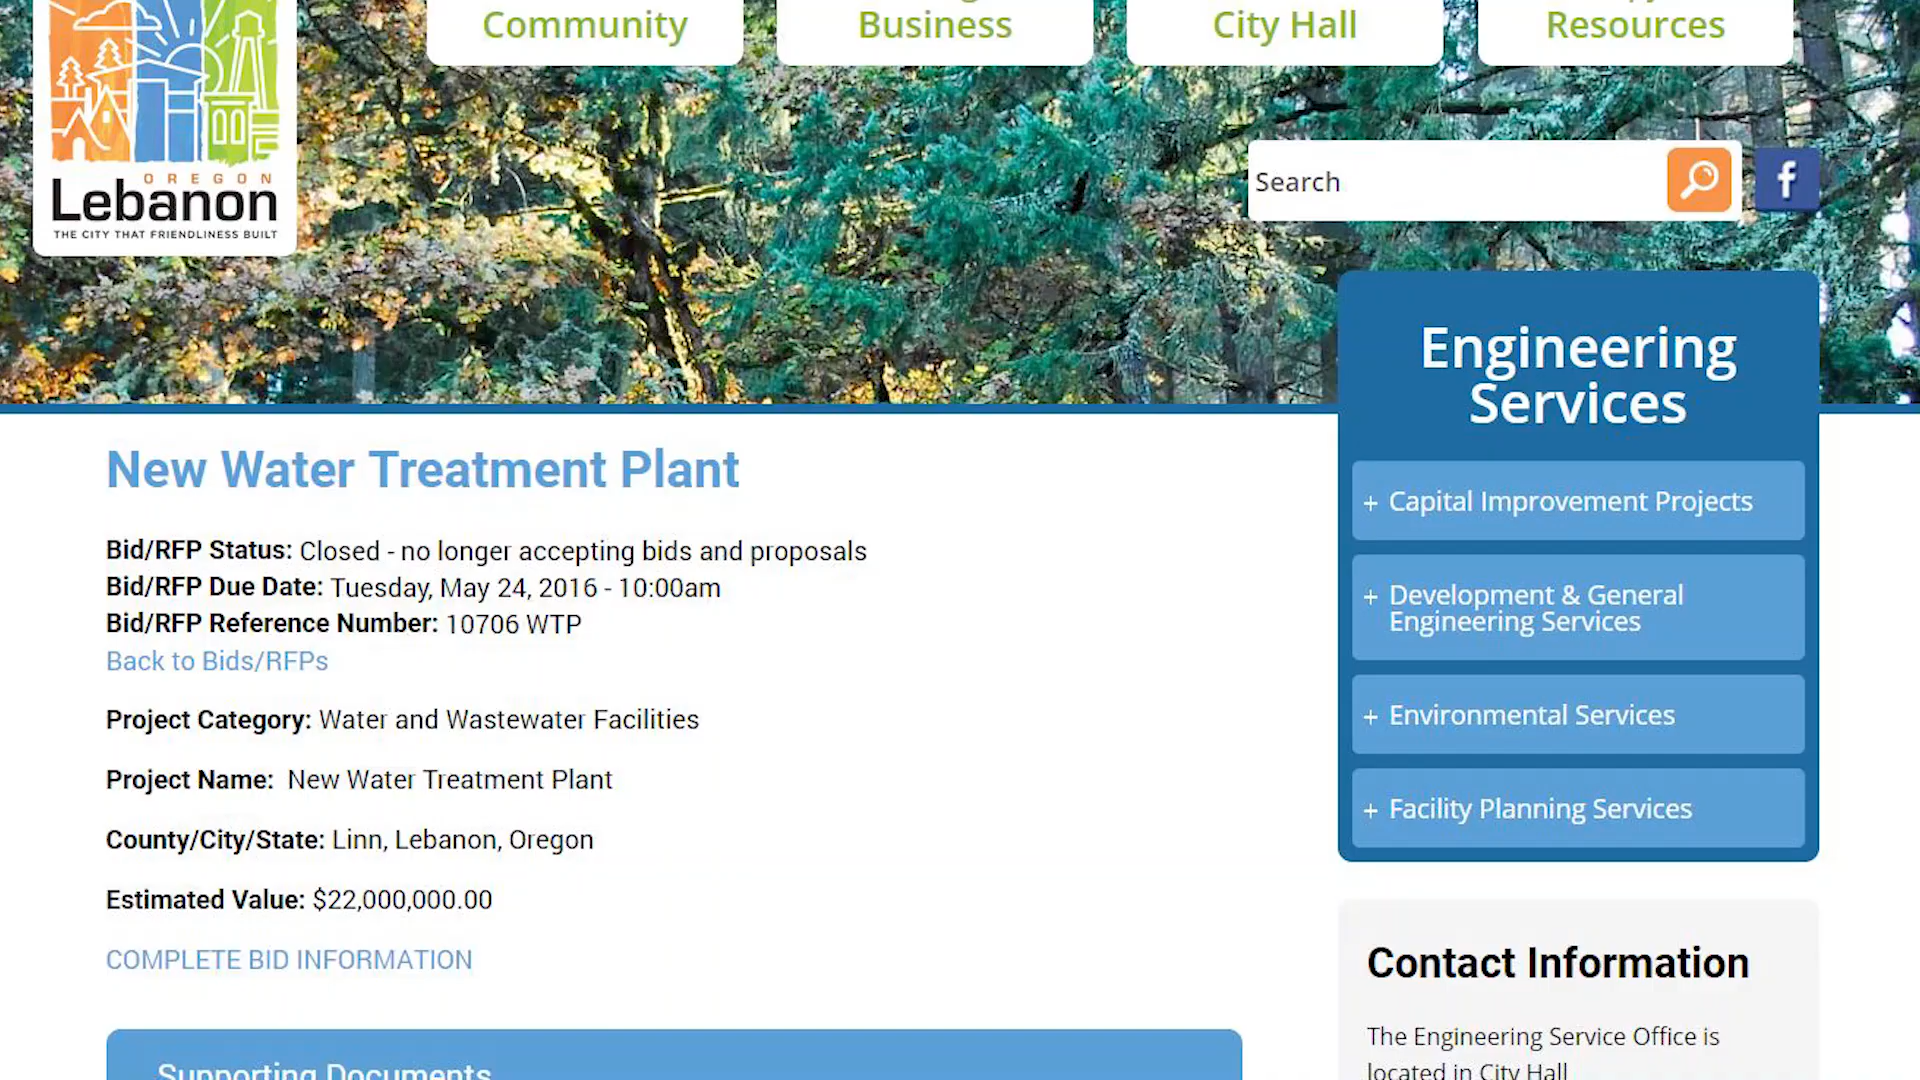 Community
Business
City Hall
Resources
OREGON
Lebanon
THE CITY THAT FRIENDLINESS BUILT
Search
f
Engineering
Services
New Water Treatment Plant
Bid/RFP Status: Closed - no longer accepting bids and proposals
Bid/RFP Due Date: Tuesday, May 24, 2016 - 10:00am
Bid/RFP Reference Number: 10706 WTP
Back to Bids/RFPs
Project Category: Water and Wastewater Facilities
Project Name: New Water Treatment Plant
County/City/State: Linn, Lebanon, Oregon
Estimated Value: $22,000,000.00
COMPLETE BID INFORMATION
Supporting Documents
+ Capital Improvement Projects
+ Development & General
Engineering Services
+ Environmental Services
+ Facility Planning Services
Contact Information
The Engineering Service Office is
located in City Hall